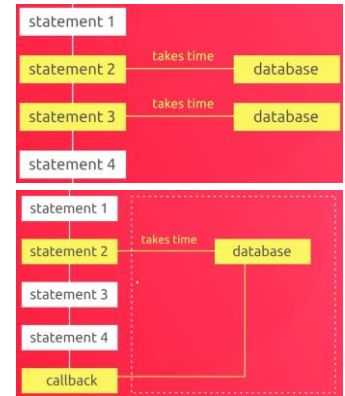 statement 1
statement 2 takes time database
statement 3 takes time database
statement 4
statement 1
statement 2 takes time database
statement 3
statement 4
callback